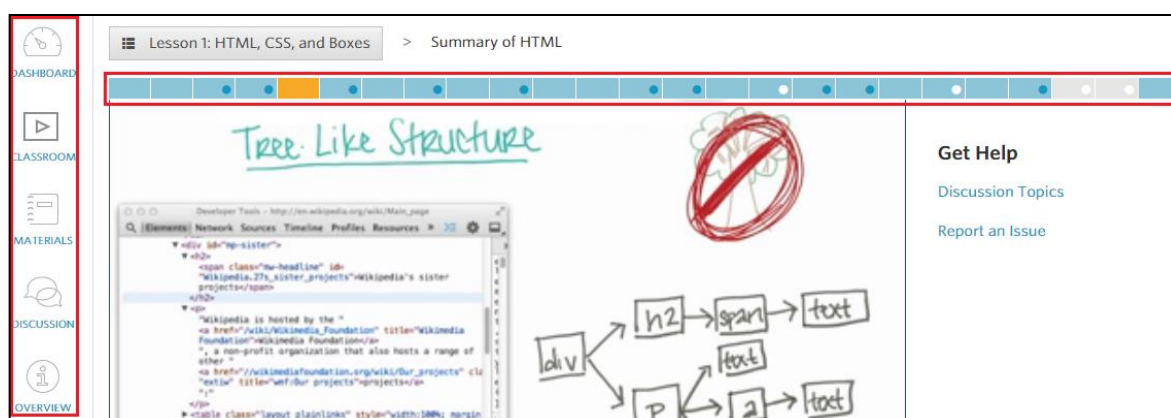 DASHBOARD
CLASSROOM
MATERIALS
DISCUSSION
OVERVIEW
Lesson 1: HTML, CSS, and Boxes > Summary of HTML
Tree-Like Structure
Developer Tools - http://en.wikipedia.org/wiki/Main_page
Elements Network Sources Timeline Profiles Resources »
▼<div id="mp-sister">
▼<h2>
<span class="mw-headline" id=
"Wikipedia.27s_sister_projects">Wikipedia's sister
projects</span>
</h2>
▼<p>
"Wikipedia is hosted by the "
<a href="/wiki/Wikimedia_Foundation" title="Wikimedia
Foundation">Wikimedia Foundation</a>
", a non-profit organization that also hosts a range of
other "
<a href="//wikimediafoundation.org/wiki/Our_projects" cla
"extiw" title="wmf:Our projects">projects</a>
":"
</p>
▶<table class="layout plainlinks" style="width:100%; margin
div
h2 → span → text
text
P → a → text
Get Help
Discussion Topics
Report an Issue